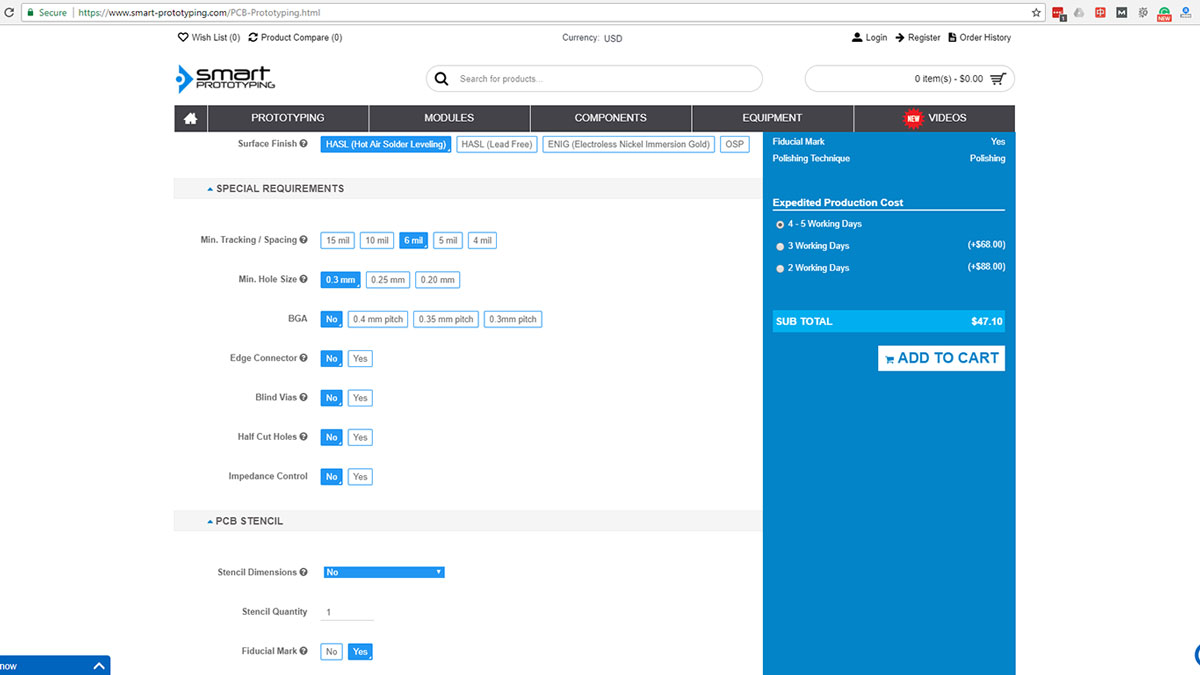 Secure https://www.smart-prototyping.com/PCB-Prototyping.html
1
NEW
Wish List (0) Product Compare (0) Currency: USD Login Register Order History
smart PROTOTYPING
Search for products...
0 item(s) - $0.00
PROTOTYPING MODULES COMPONENTS EQUIPMENT NEW VIDEOS
Surface Finish HASL (Hot Air Solder Leveling) HASL (Lead Free) ENIG (Electroless Nickel Immersion Gold) OSP
SPECIAL REQUIREMENTS
Min. Tracking / Spacing 15 mil 10 mil 6 mil 5 mil 4 mil
Min. Hole Size 0.3 mm 0.25 mm 0.20 mm
BGA No 0.4 mm pitch 0.35 mm pitch 0.3mm pitch
Edge Connector No Yes
Blind Vias No Yes
Half Cut Holes No Yes
Impedance Control No Yes
PCB STENCIL
Stencil Dimensions No
Stencil Quantity 1
Fiducial Mark No Yes
Fiducial Mark Yes
Polishing Technique Polishing
Expedited Production Cost
4 - 5 Working Days
3 Working Days (+$68.00)
2 Working Days (+$88.00)
SUB TOTAL $47.10
ADD TO CART
now